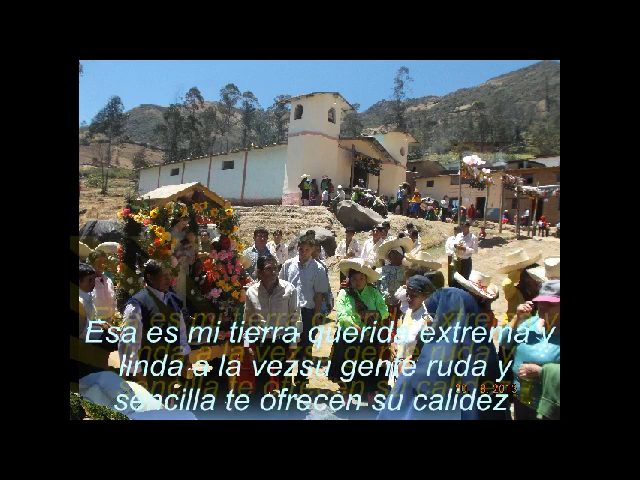 Esa es mi tierra querida extrema y
linda a la vezsu gente ruda y
sencilla te ofrecen su calidez